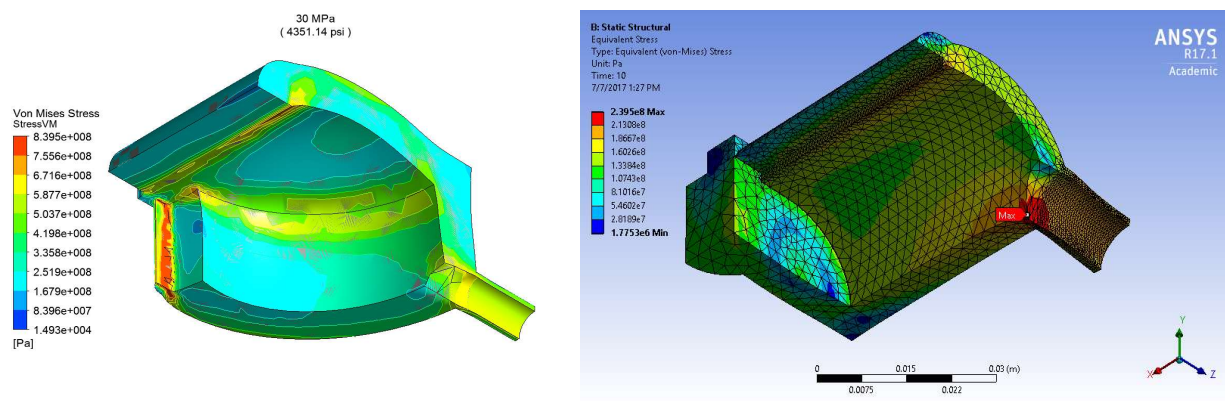 30 MPa
( 4351.14 psi )
Von Mises Stress
StressVM
8.395e+008
7.556e+008
6.716e+008
5.877e+008
5.037e+008
4.198e+008
3.358e+008
2.519e+008
1.679e+008
8.396e+007
1.493e+004
[Pa]
B: Static Structural
Equivalent Stress
Type: Equivalent (von-Mises) Stress
Unit: Pa
Time: 10
7/7/2017 1:27 PM
2.395e8 Max
2.1308e8
1.8667e8
1.6026e8
1.3384e8
1.0743e8
8.1016e7
5.4602e7
2.8189e7
1.7753e6 Min
ANSYS
R17.1
Academic
Max
0 0.015 0.03 (m)
0.0075 0.022
Y
X Z